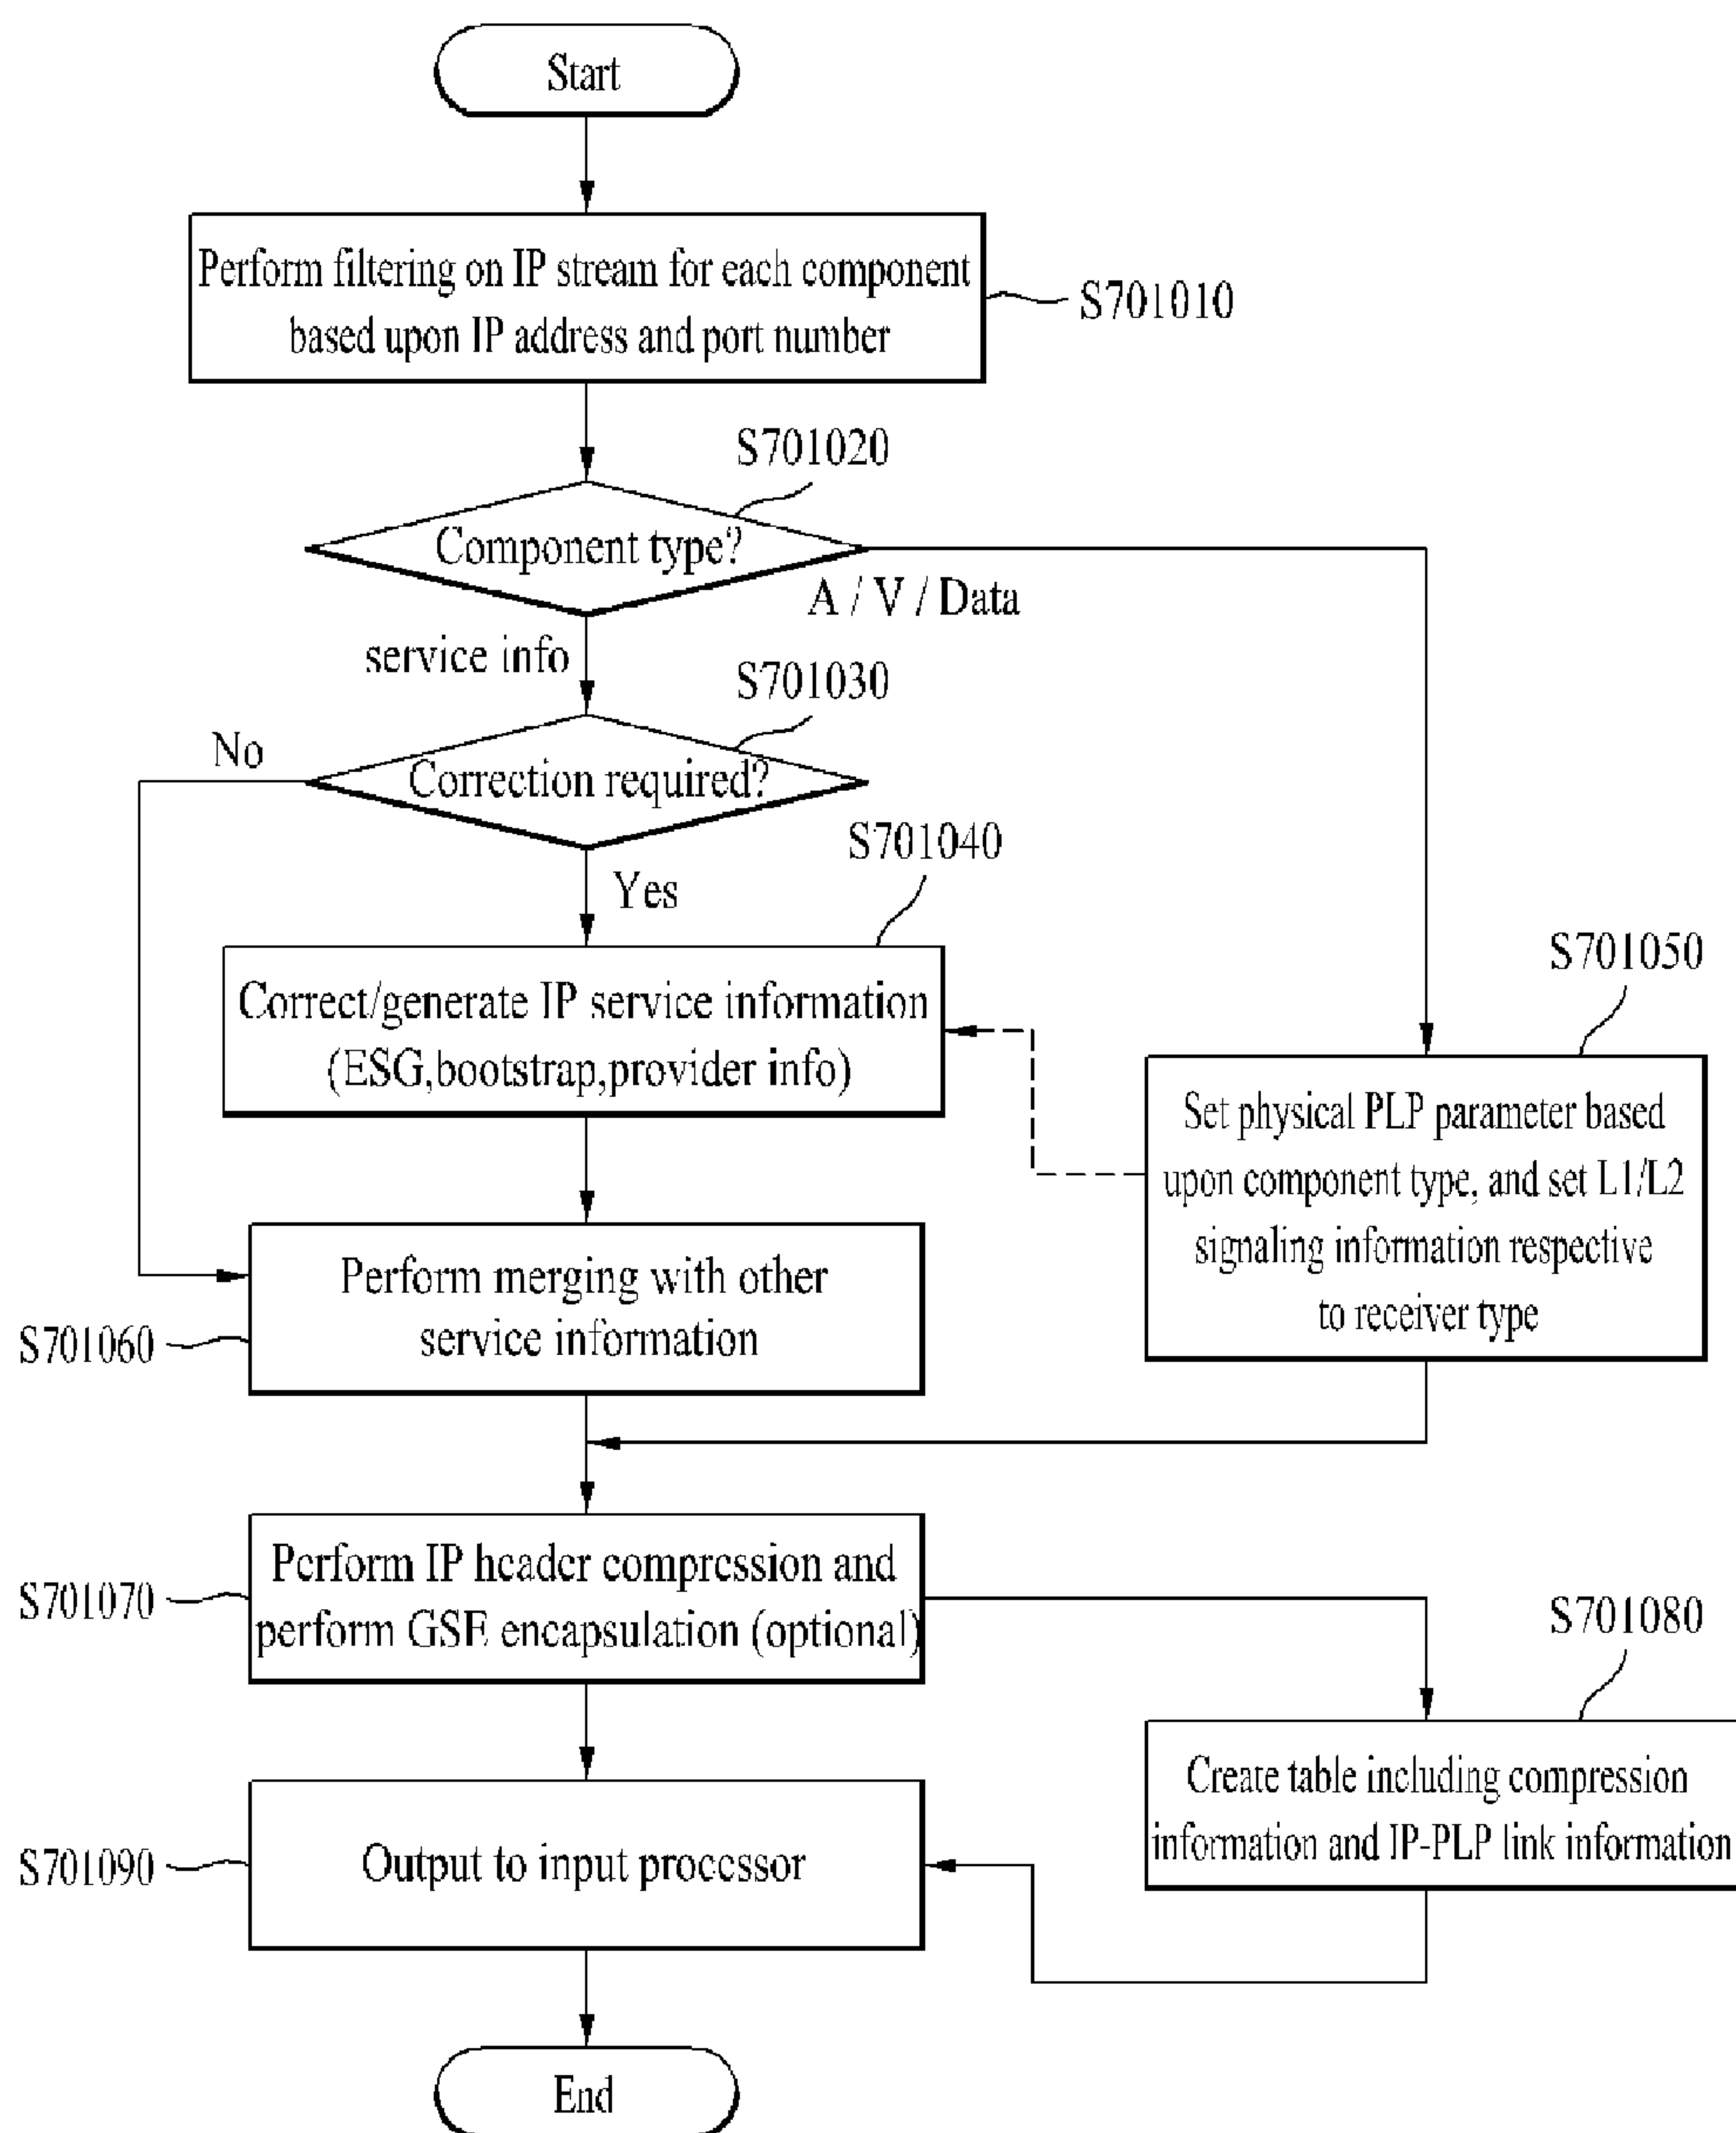 Start
Perform filtering on IP stream for each component
based upon IP address and port number
S701010
S701020
Component type?
A / V / Data
service info
S701030
No
Correction required?
S701040
Yes
Correct/generate IP service information
(ESG,bootstrap,provider info)
S701050
Set physical PLP parameter based
upon component type, and set L1/L2
signaling information respective
to receiver type
Perform merging with other
service information
S701060
Perform IP header compression and
perform GSE encapsulation (optional)
S701070
S701080
Create table including compression
information and IP-PLP link information
Output to input processor
S701090
End